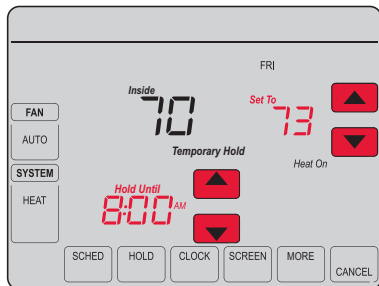 FRI
Inside
70
Set To
73
FAN
AUTO
Temporary Hold
Heat On
SYSTEM
HEAT
Hold Until
8:00 AM
SCHED HOLD CLOCK SCREEN MORE CANCEL